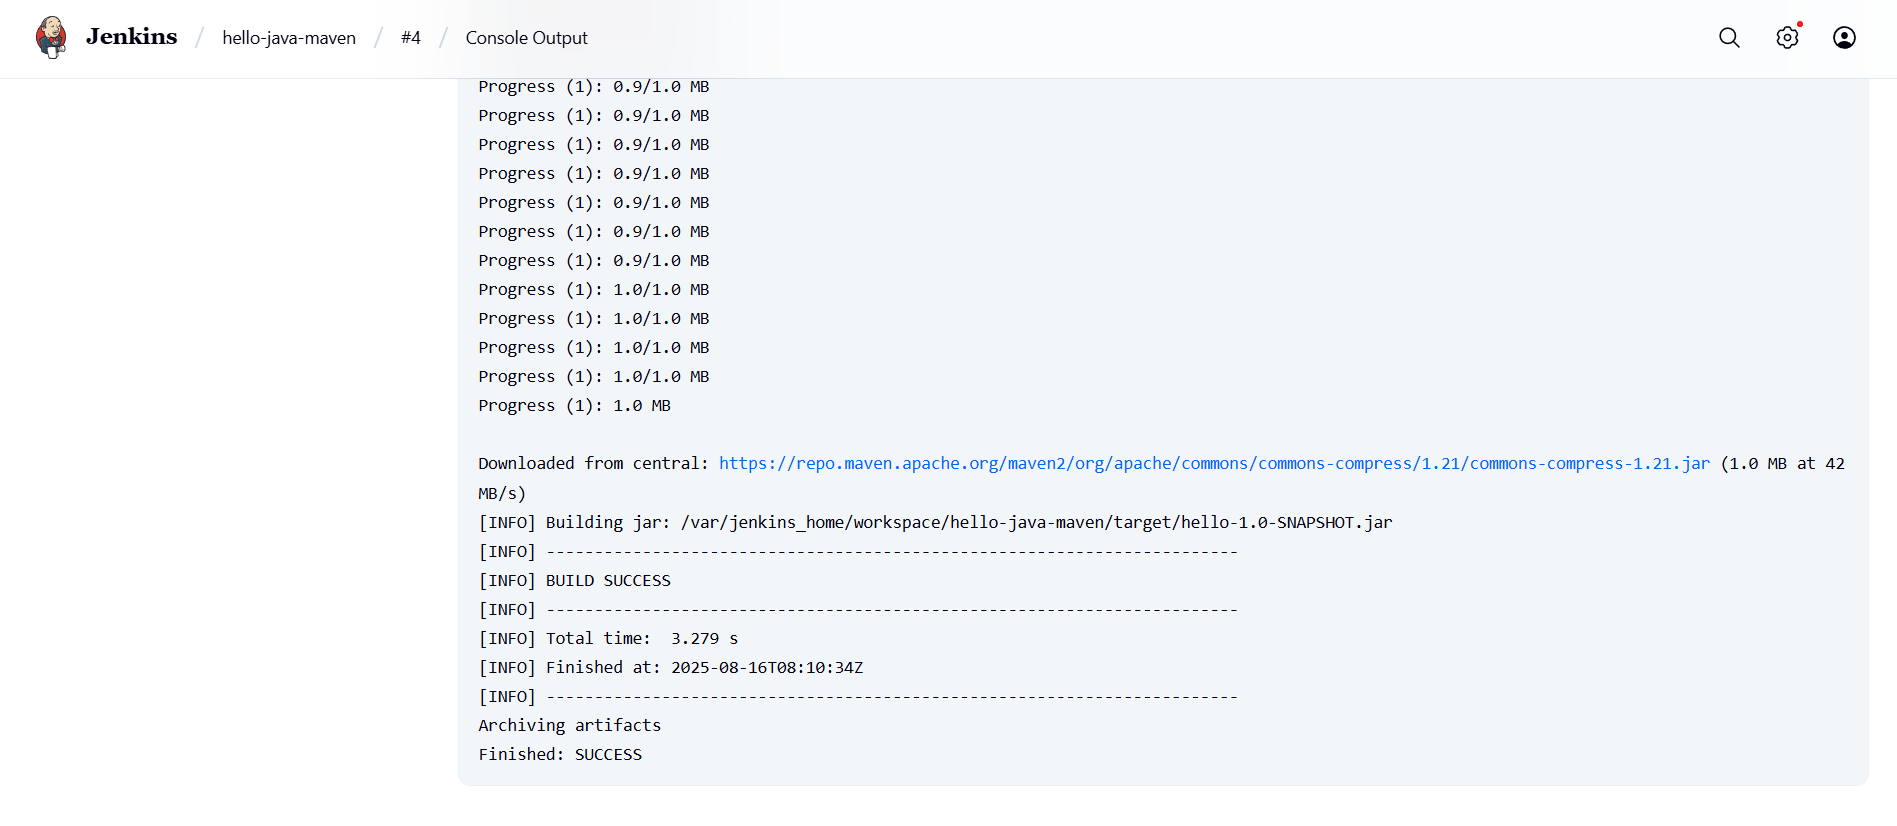 Jenkins / hello-java-maven / #4 / Console Output
Progress (1): 0.9/1.0 MB
Progress (1): 0.9/1.0 MB
Progress (1): 0.9/1.0 MB
Progress (1): 0.9/1.0 MB
Progress (1): 0.9/1.0 MB
Progress (1): 0.9/1.0 MB
Progress (1): 0.9/1.0 MB
Progress (1): 1.0/1.0 MB
Progress (1): 1.0/1.0 MB
Progress (1): 1.0/1.0 MB
Progress (1): 1.0/1.0 MB
Progress (1): 1.0 MB
Downloaded from central: https://repo.maven.apache.org/maven2/org/apache/commons/commons-compress/1.21/commons-compress-1.21.jar (1.0 MB at 42
MB/s)
[INFO] Building jar: /var/jenkins_home/workspace/hello-java-maven/target/hello-1.0-SNAPSHOT.jar
[INFO] ------------------------------------------------------------------------
[INFO] BUILD SUCCESS
[INFO] ------------------------------------------------------------------------
[INFO] Total time:  3.279 s
[INFO] Finished at: 2025-08-16T08:10:34Z
[INFO] ------------------------------------------------------------------------
Archiving artifacts
Finished: SUCCESS